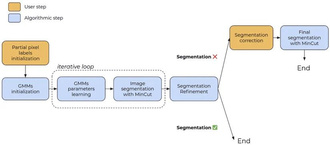 User step
Algorithmic step
Partial pixel
labels
initialization
GMMs
initialization
iterative loop
GMMs
parameters
learning
Image
segmentation
with MinCut
Segmentation
Refinement
Segmentation ❌
Segmentation
correction
Final
segmentation
with MinCut
End
Segmentation ✅
End